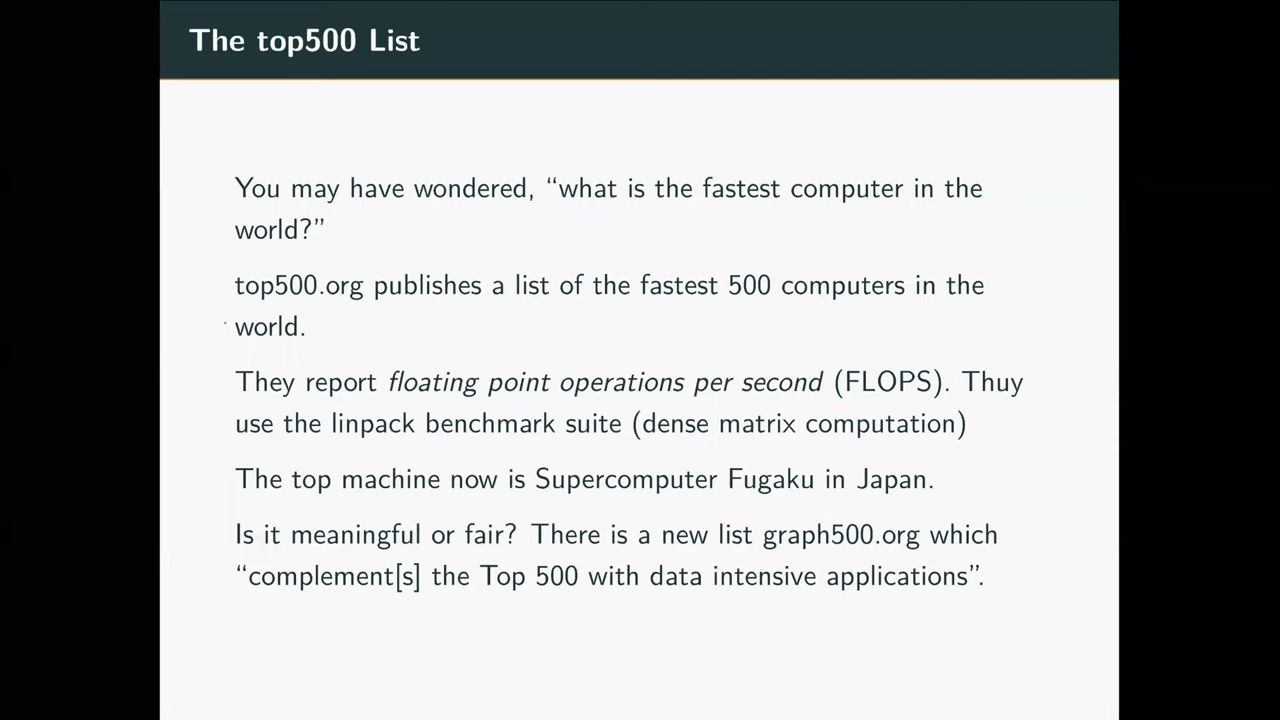 The top500 List
You may have wondered, “what is the fastest computer in the
world?”
top500.org publishes a list of the fastest 500 computers in the
world.
They report floating point operations per second (FLOPS). Thuy
use the linpack benchmark suite (dense matrix computation)
The top machine now is Supercomputer Fugaku in Japan.
Is it meaningful or fair? There is a new list graph500.org which
“complement[s] the Top 500 with data intensive applications”.